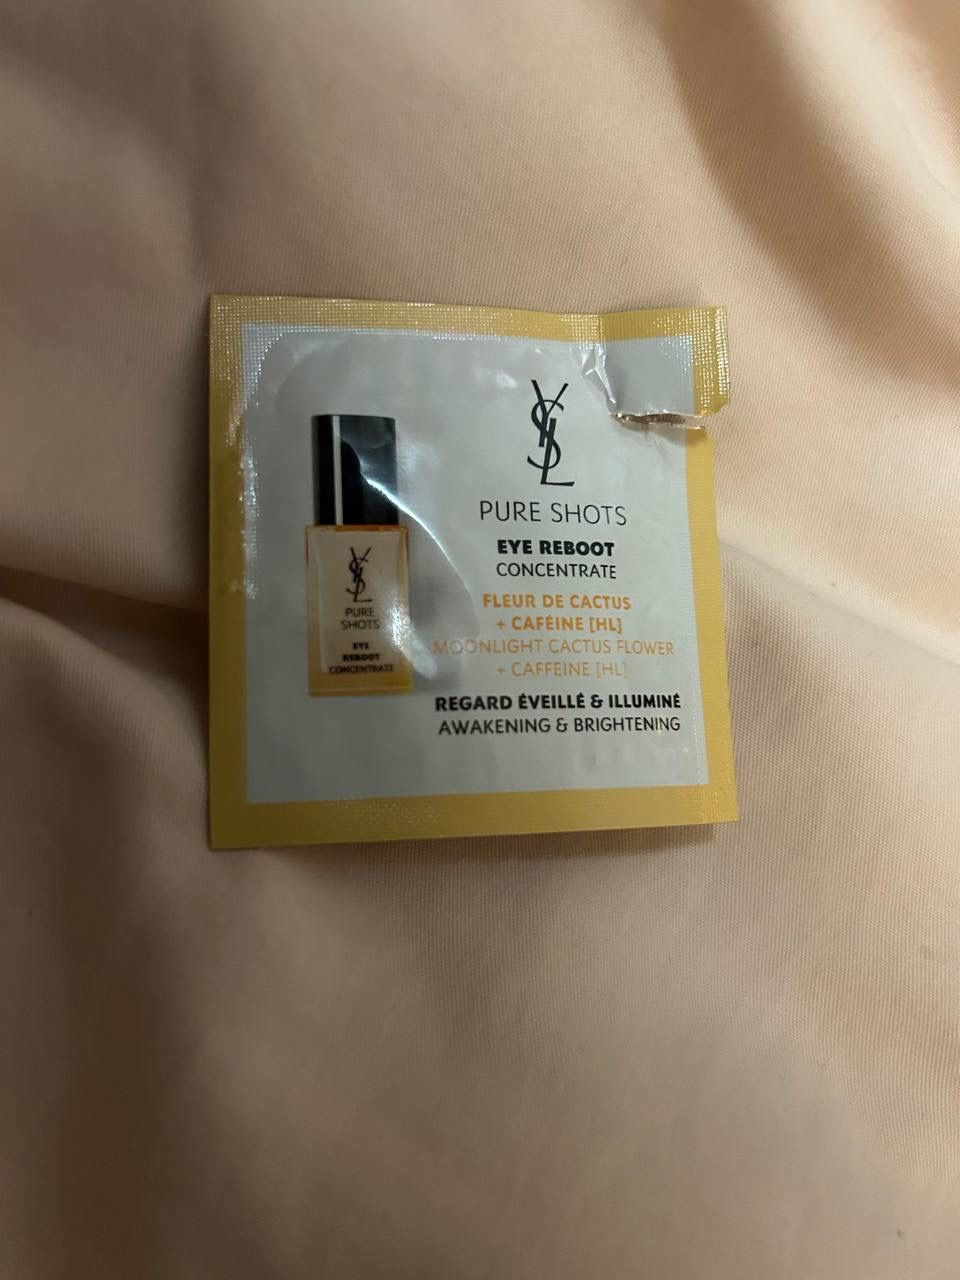 YSL
PURE SHOTS
EYE REBOOT
CONCENTRATE
FLEUR DE CACTUS
+ CAFÉINE [HL]
MOONLIGHT CACTUS FLOWER
+ CAFFEINE [HL]
REGARD ÉVEILLÉ & ILLUMINÉ
AWAKENING & BRIGHTENING
YSL
PURE
SHOTS
EYE
REBOOT
CONCENTRATE